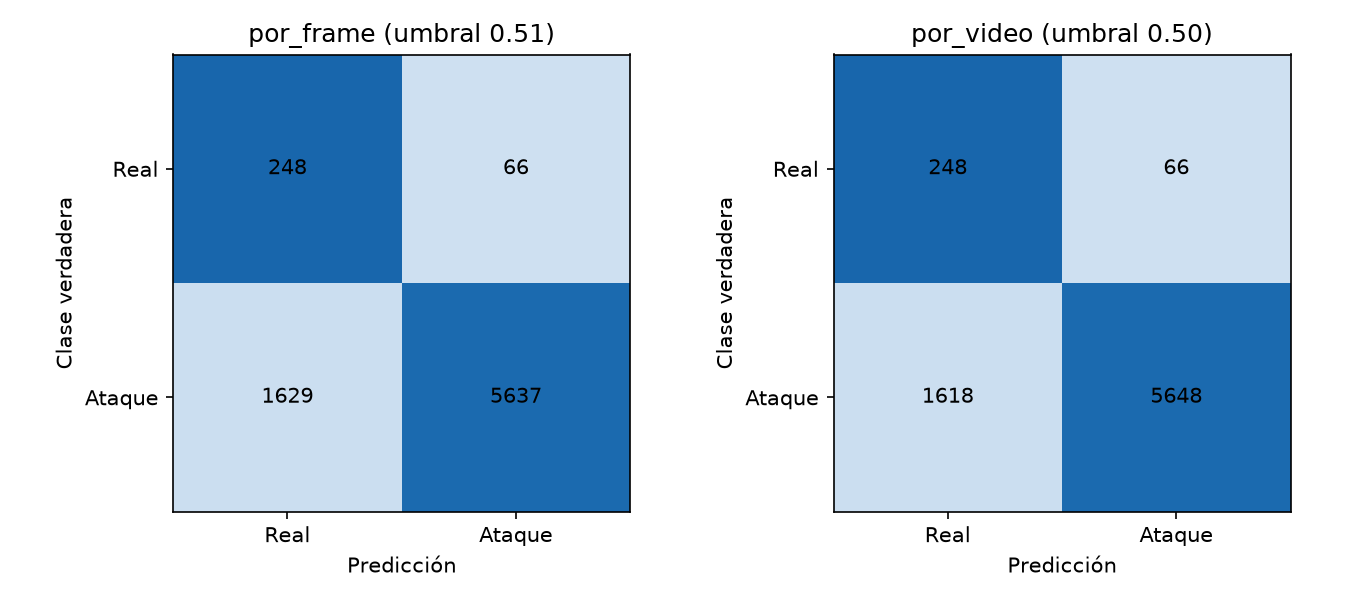 por_frame (umbral 0.51)
Clase verdadera
Real
248
66
Ataque
1629
5637
Real
Ataque
Predicción
por_video (umbral 0.50)
Clase verdadera
Real
248
66
Ataque
1618
5648
Real
Ataque
Predicción